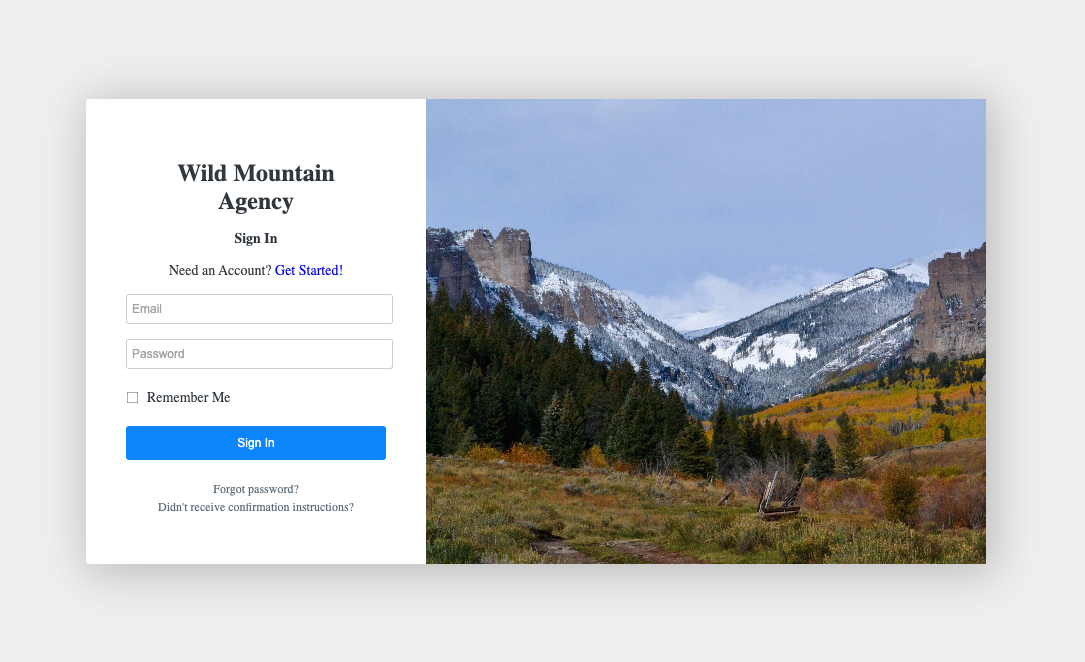 Wild Mountain
Agency
Sign In
Need an Account? Get Started!
Email
Password
Remember Me
Sign In
Forgot password?
Didn't receive confirmation instructions?